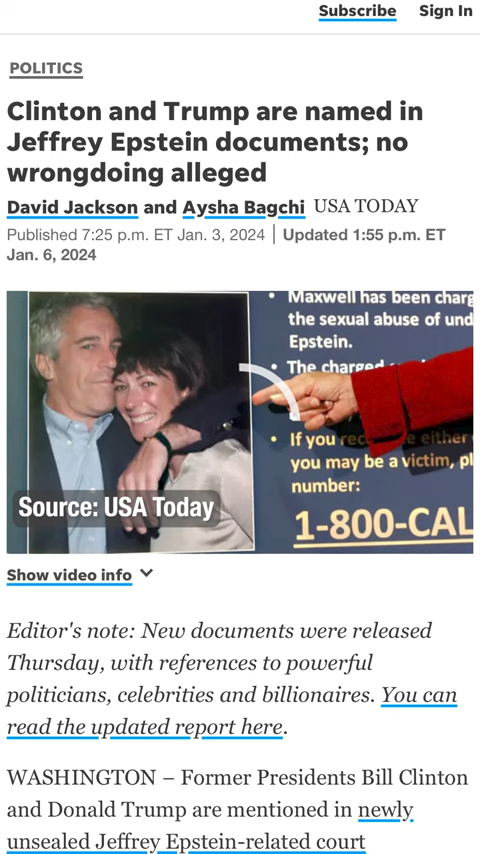 Subscribe Sign In
POLITICS
Clinton and Trump are named in
Jeffrey Epstein documents; no
wrongdoing alleged
David Jackson and Aysha Bagchi USA TODAY
Published 7:25 p.m. ET Jan. 3, 2024 | Updated 1:55 p.m. ET
Jan. 6, 2024
Maxwell has been charg
the sexual abuse of und
Epstein.
The charged
If you rec e either
you may be a victim, pl
number:
1-800-CAL
Source: USA Today
Show video info
Editor's note: New documents were released
Thursday, with references to powerful
politicians, celebrities and billionaires. You can
read the updated report here.
WASHINGTON – Former Presidents Bill Clinton
and Donald Trump are mentioned in newly
unsealed Jeffrey Epstein-related court